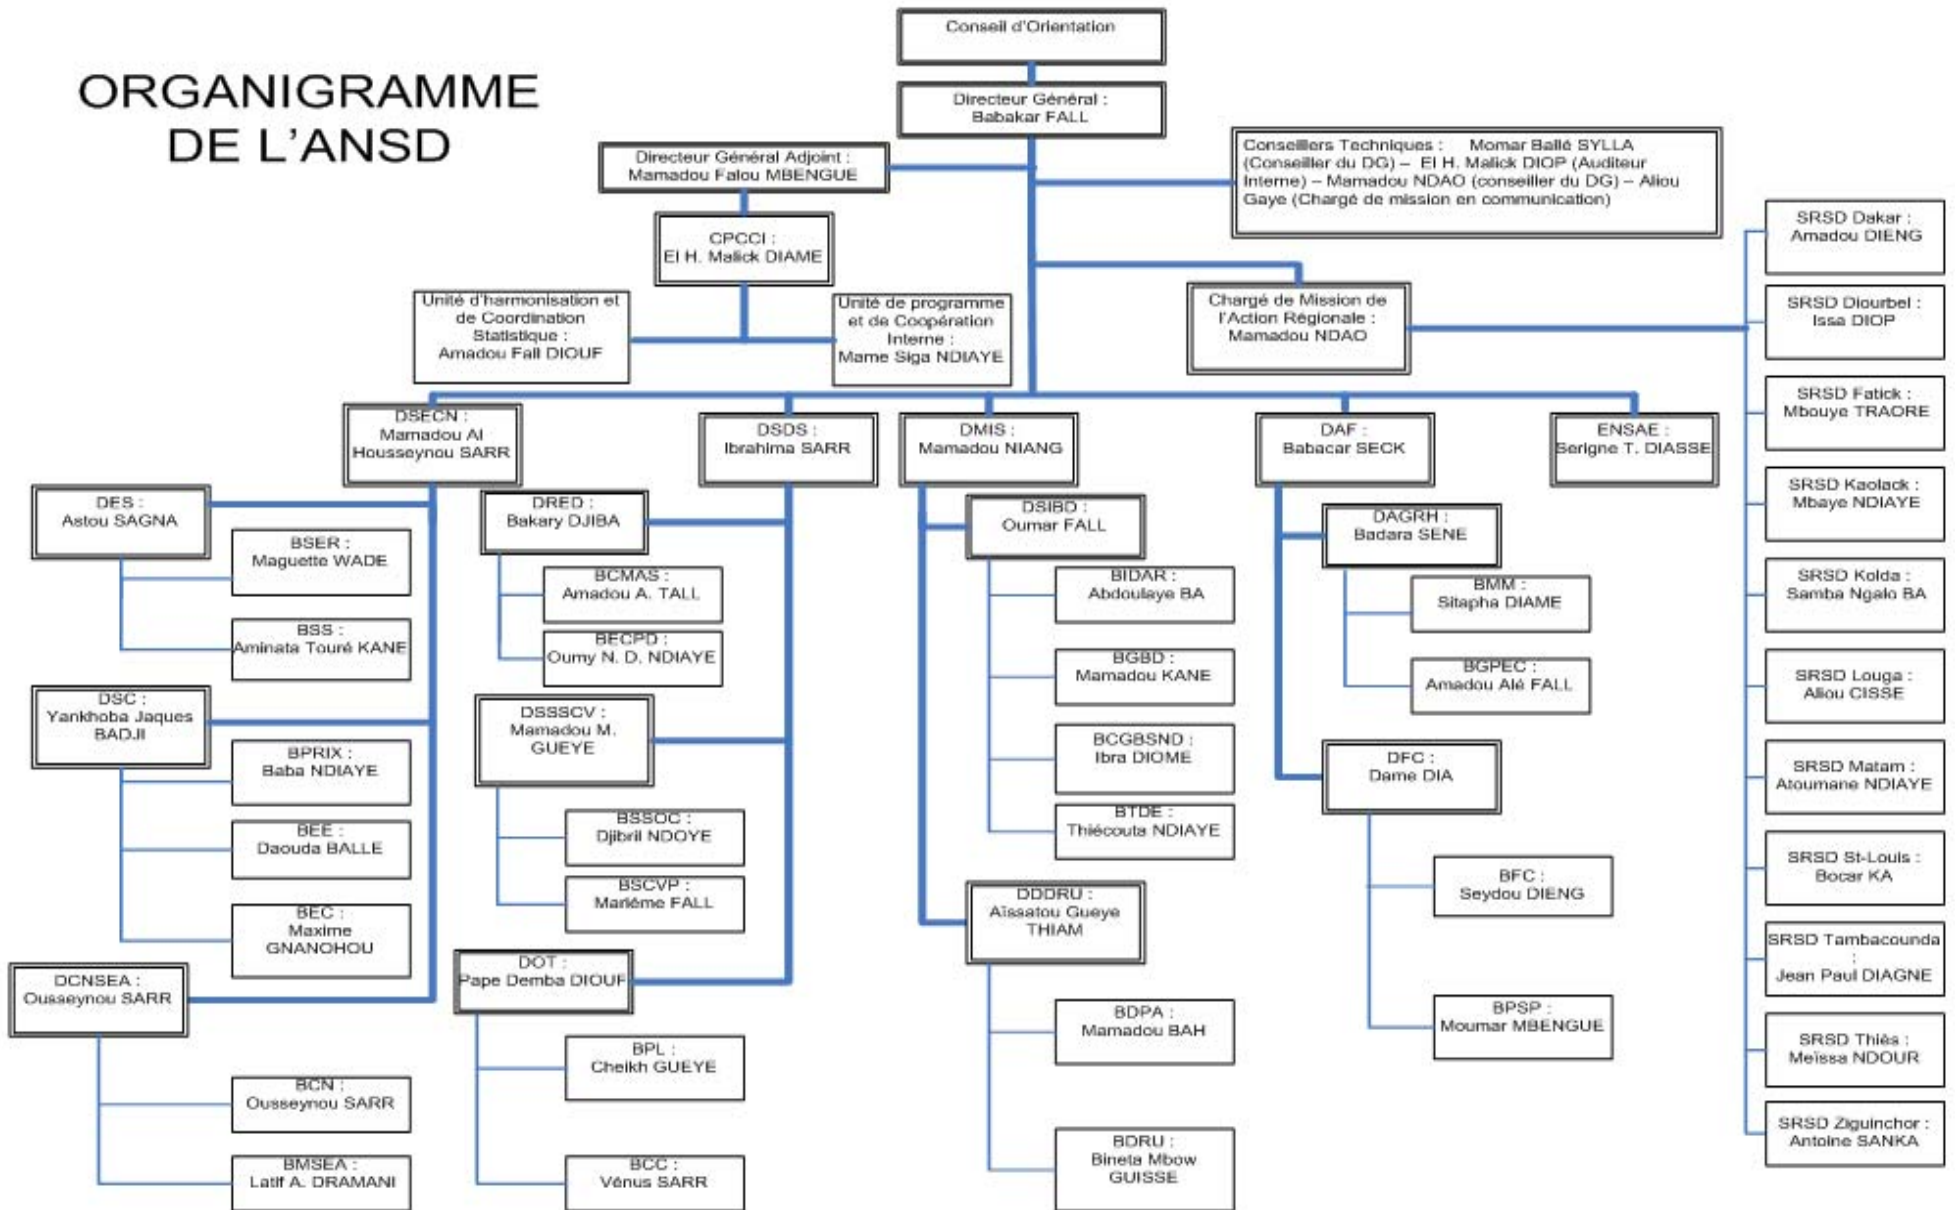 ORGANIGRAMME
DE L'ANSD
Conseil d'Orientation
Directeur Général :
Babakar FALL
Directeur Général Adjoint :
Mamadou Falou MBENGUE
Conseillers Techniques : Momar Ballé SYLLA
(Conseiller du DG) – El H. Malick DIOP (Auditeur
Interne) – Mamadou NDAO (conseiller du DG) – Aliou
Gaye (Chargé de mission en communication)
CPCCI :
El H. Malick DIAME
Unité d'harmonisation et
de Coordination
Statistique :
Amadou Fall DIOUF
Unité de programme
et de Coopération
Interne :
Mame Siga NDIAYE
Chargé de Mission de
l'Action Régionale :
Mamadou NDAO
DSECN :
Mamadou Al
Housseynou SARR
DES :
Astou SAGNA
BSER :
Maguette WADE
BSS :
Aminata Touré KANE
DSC :
Yankhoba Jaques
BADJI
BPRIX :
Baba NDIAYE
BEE :
Daouda BALLE
BEC :
Maxime
GNANOHOU
DCNSEA :
Ousseynou SARR
BCN :
Ousseynou SARR
BMSEA :
Latif A. DRAMANI
DSDS :
Ibrahima SARR
DRED :
Bakary DJIBA
BCMAS :
Amadou A. TALL
BECPD :
Oumy N. D. NDIAYE
DSSSCV :
Mamadou M.
GUEYE
BSSOC :
Djibril NDOYE
BSCVP :
Marième FALL
DOT :
Pape Demba DIOUF
BPL :
Cheikh GUEYE
BCC :
Vénus SARR
DMIS :
Mamadou NIANG
DSIBD :
Oumar FALL
BIDAR :
Abdoulaye BA
BGBD :
Mamadou KANE
BCGBSND :
Ibra DIOME
BTDE :
Thiécouta NDIAYE
DDDRU :
Aïssatou Gueye
THIAM
BDPA :
Mamadou BAH
BDRU :
Bineta Mbow
GUISSE
DAF :
Babacar SECK
DAGRH :
Badara SENE
BMM :
Sitapha DIAME
BGPEC :
Amadou Alé FALL
DFC :
Dame DIA
BFC :
Seydou DIENG
BPSP :
Moumar MBENGUE
ENSAE :
Serigne T. DIASSE
SRSD Dakar :
Amadou DIENG
SRSD Diourbel :
Issa DIOP
SRSD Fatick :
Mbouye TRAORE
SRSD Kaolack :
Mbaye NDIAYE
SRSD Kolda :
Samba Ngalo BA
SRSD Louga :
Aliou CISSE
SRSD Matam :
Atoumane NDIAYE
SRSD St-Louis :
Bocar KA
SRSD Tambacounda
:
Jean Paul DIAGNE
SRSD Thiès :
Meïssa NDOUR
SRSD Ziguinchor :
Antoine SANKA